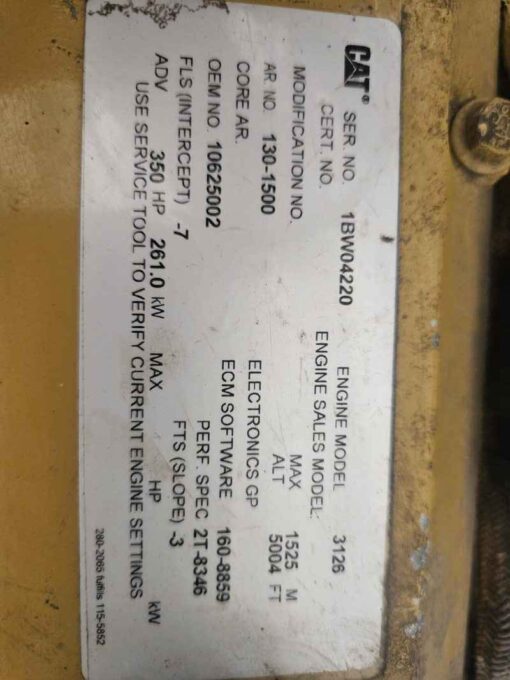 CAT®
SER. NO. 1BW04220 ENGINE MODEL 3126
CERT. NO. ENGINE SALES MODEL:
MODIFICATION NO. MAX 1525 M
AR NO. 130-1500 ALT 5004 FT
CORE AR. ELECTRONICS GP
OEM NO. 10625002 ECM SOFTWARE 160-8859
PERF. SPEC 2T-8346
FLS (INTERCEPT) -7 FTS (SLOPE) -3
ADV 350 HP 261.0 kW MAX HP kW
USE SERVICE TOOL TO VERIFY CURRENT ENGINE SETTINGS
280-2065 fulfills 115-5852